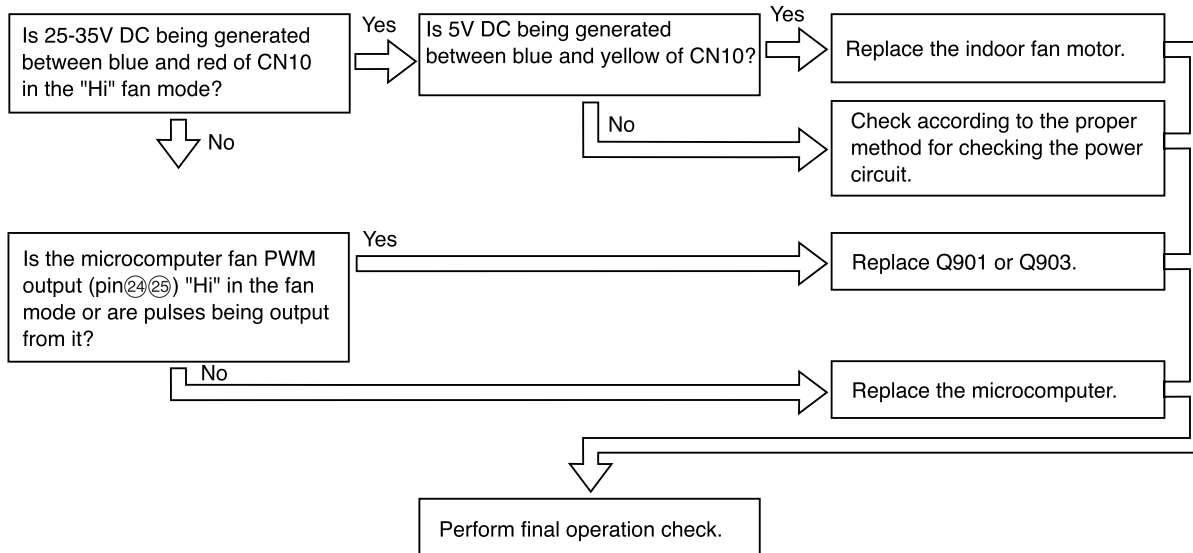 Is 25-35V DC being generated
between blue and red of CN10
in the "Hi" fan mode?
Yes
Is 5V DC being generated
between blue and yellow of CN10?
Yes
Replace the indoor fan motor.
No
No
Check according to the proper
method for checking the power
circuit.
Is the microcomputer fan PWM
output (pin㉔㉕) "Hi" in the fan
mode or are pulses being output
from it?
Yes
Replace Q901 or Q903.
No
Replace the microcomputer.
Perform final operation check.